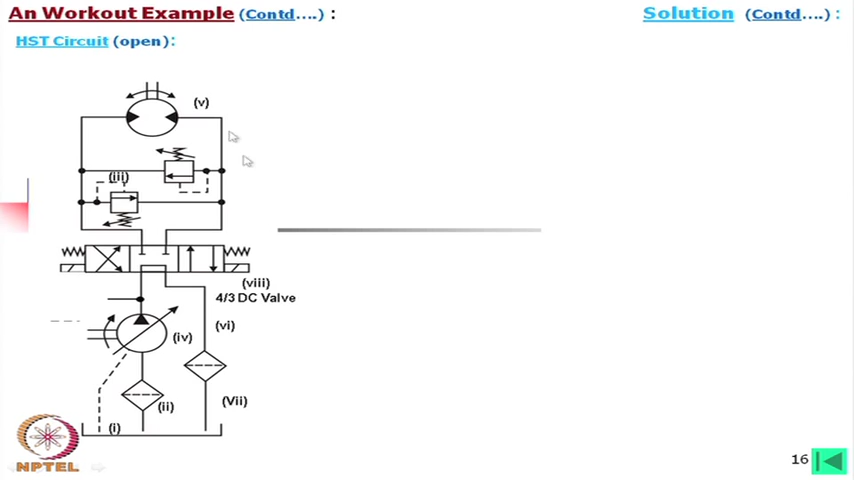 An Workout Example (Contd....) :
Solution (Contd....) :
HST Circuit (open):
(v)
(iii)
(viii)
4/3 DC Valve
(vi)
(iv)
(Vii)
(ii)
(i)
NPTEL
16